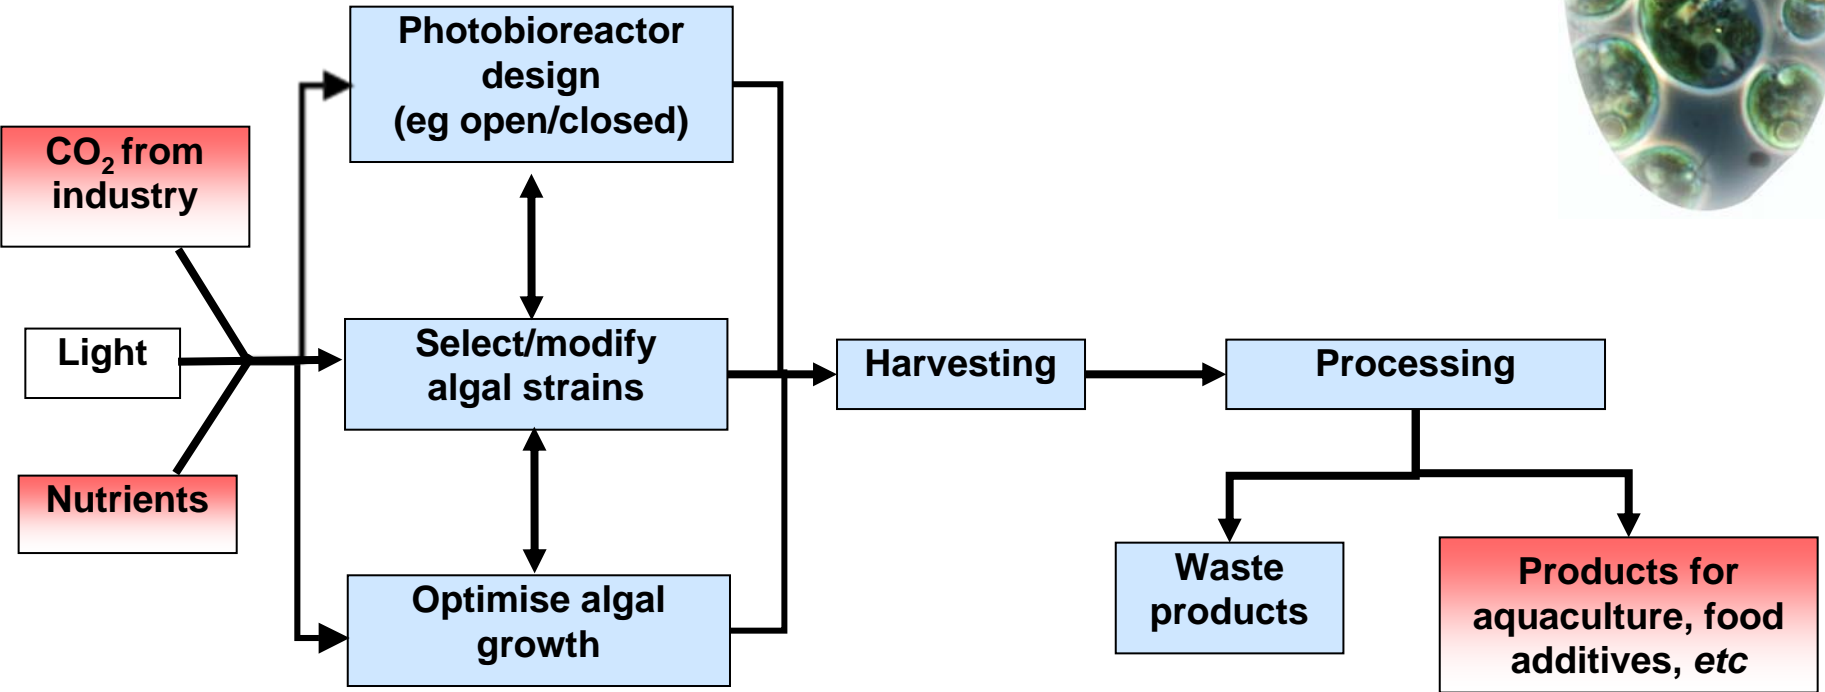 Photobioreactor
design
(eg open/closed)
CO₂ from
industry
Light
Select/modify
algal strains
Harvesting
Processing
Nutrients
Optimise algal
growth
Waste
products
Products for
aquaculture, food
additives, etc